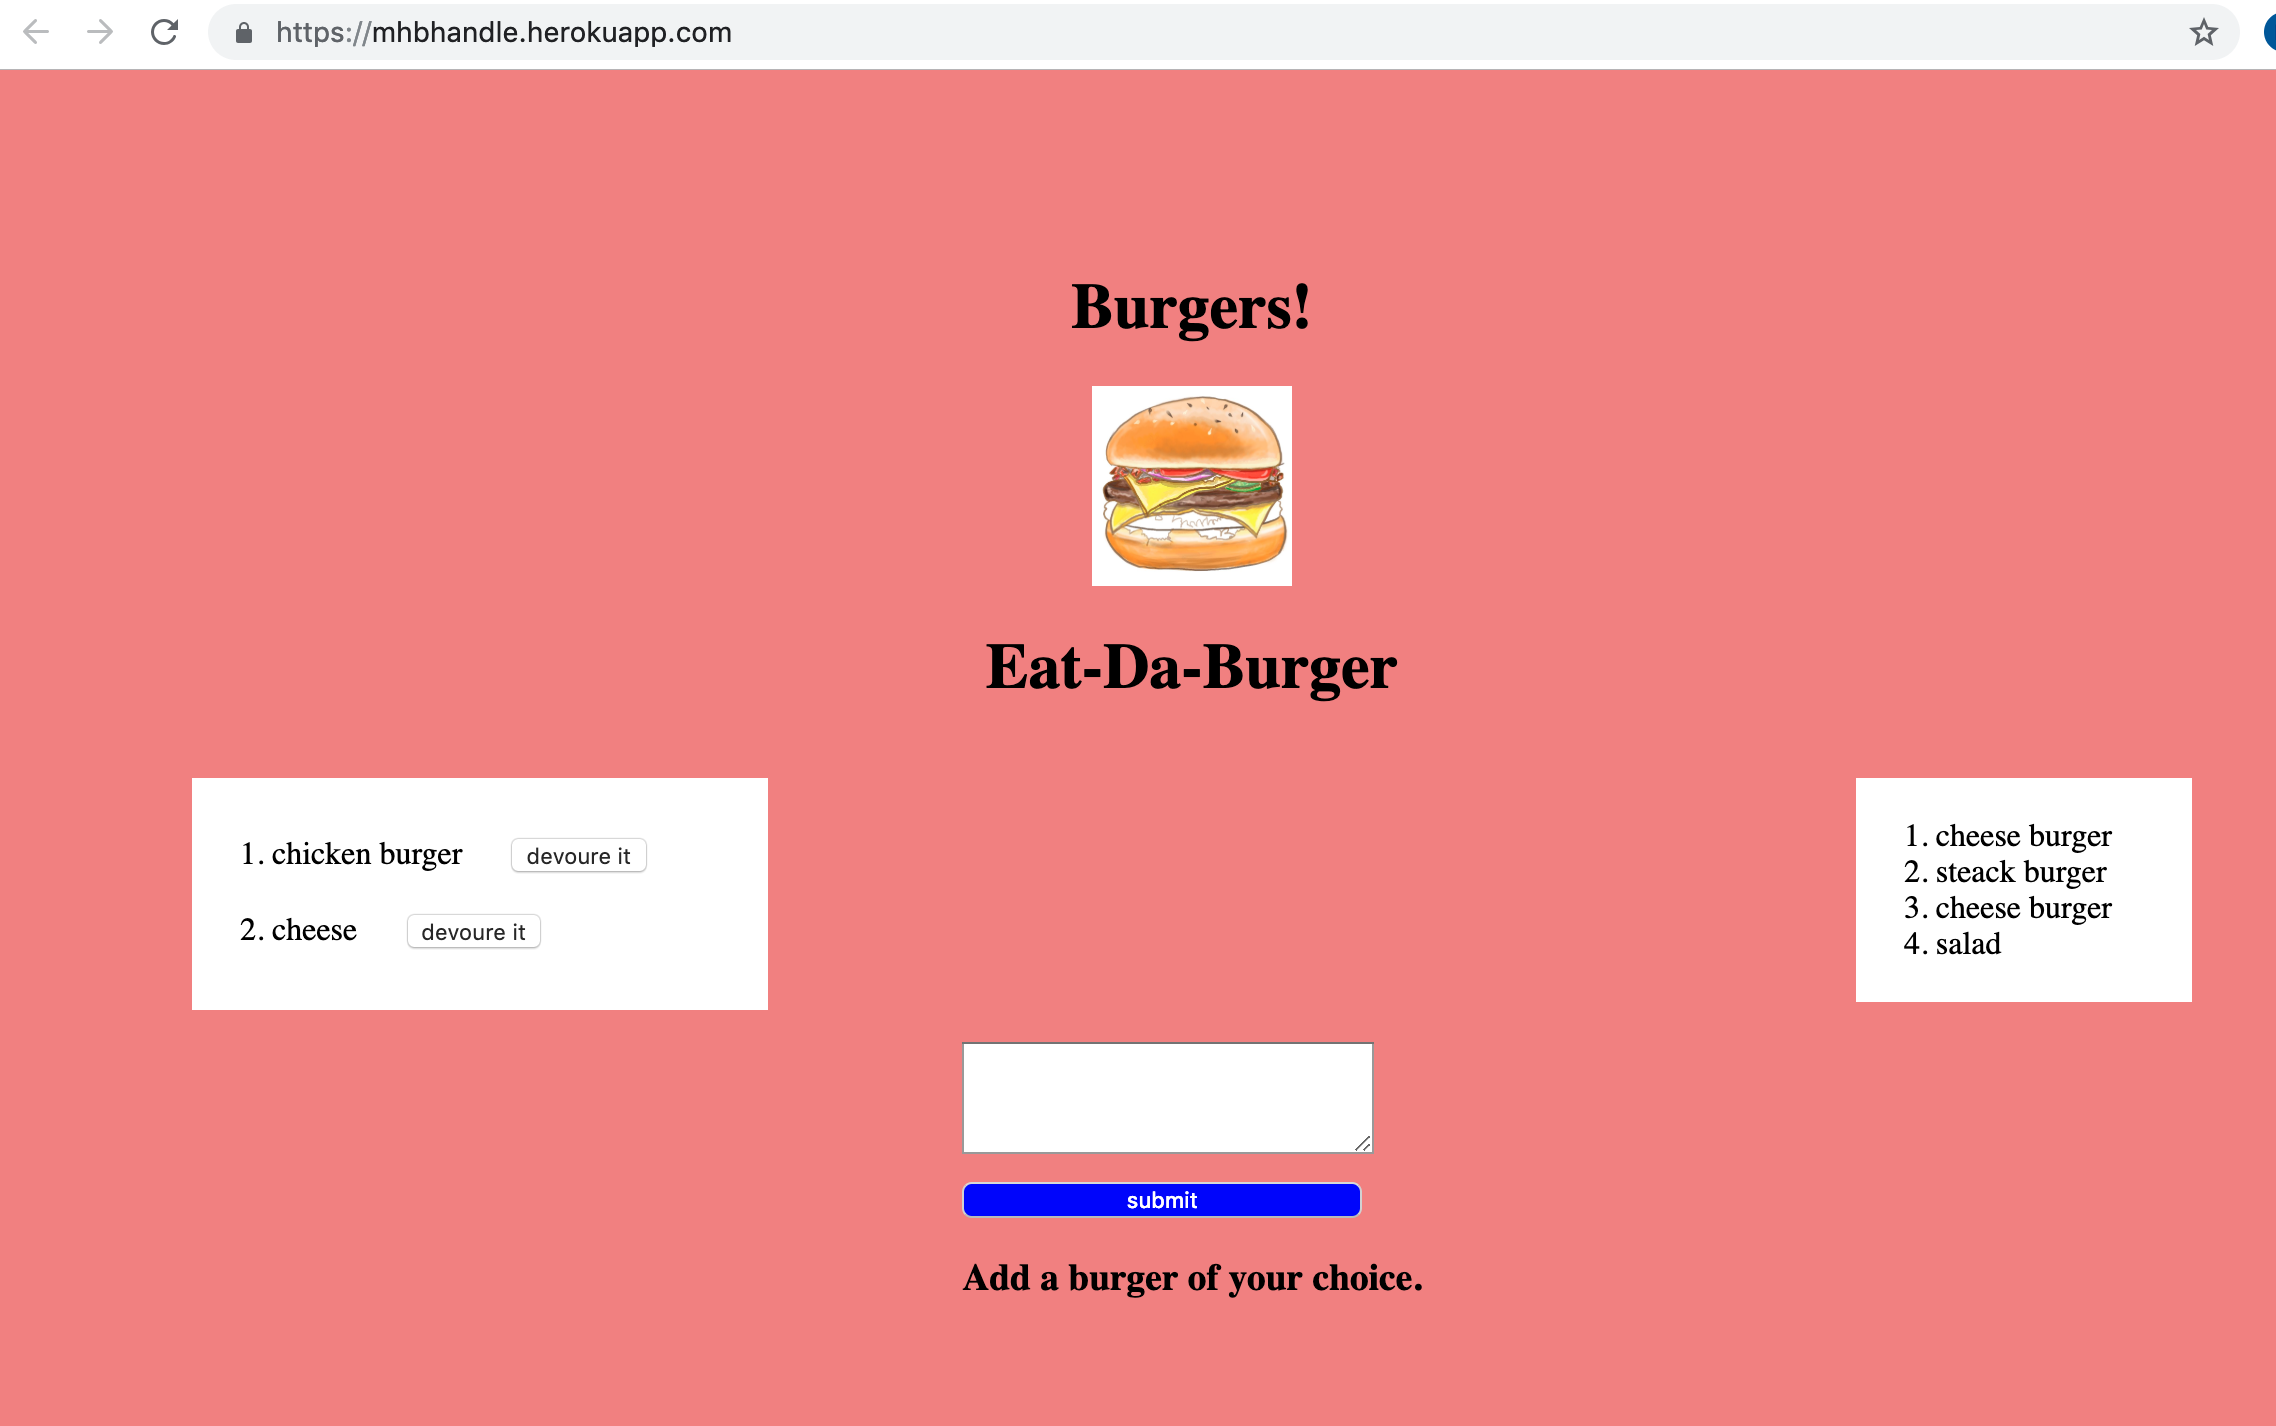 https://mhbhandle.herokuapp.com
Burgers!
Eat-Da-Burger
1. chicken burger devoure it
2. cheese devoure it
1. cheese burger
2. steack burger
3. cheese burger
4. salad
submit
Add a burger of your choice.